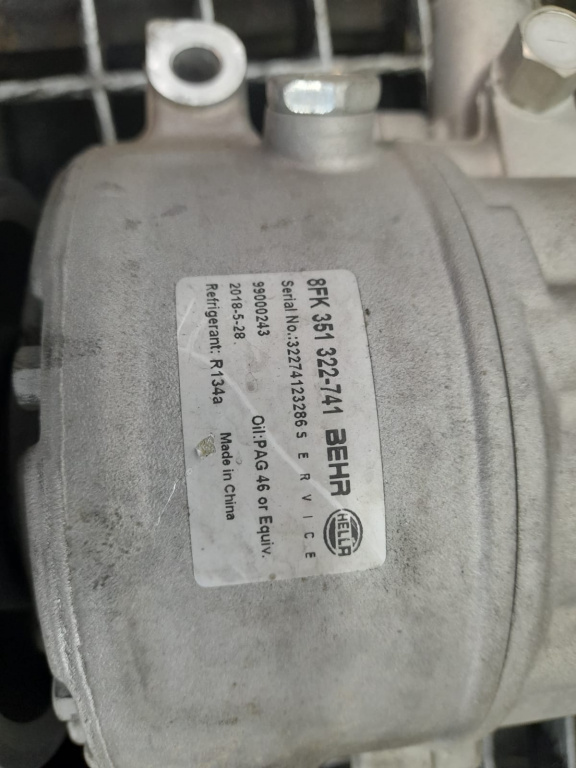 8FK 351 322-741 BEHR HELLA
Serial No.:32274123286 SERVICE
99000243 Oil:PAG 46 or Equiv.
2018-5-28. Made in China
Refrigerant: R134a